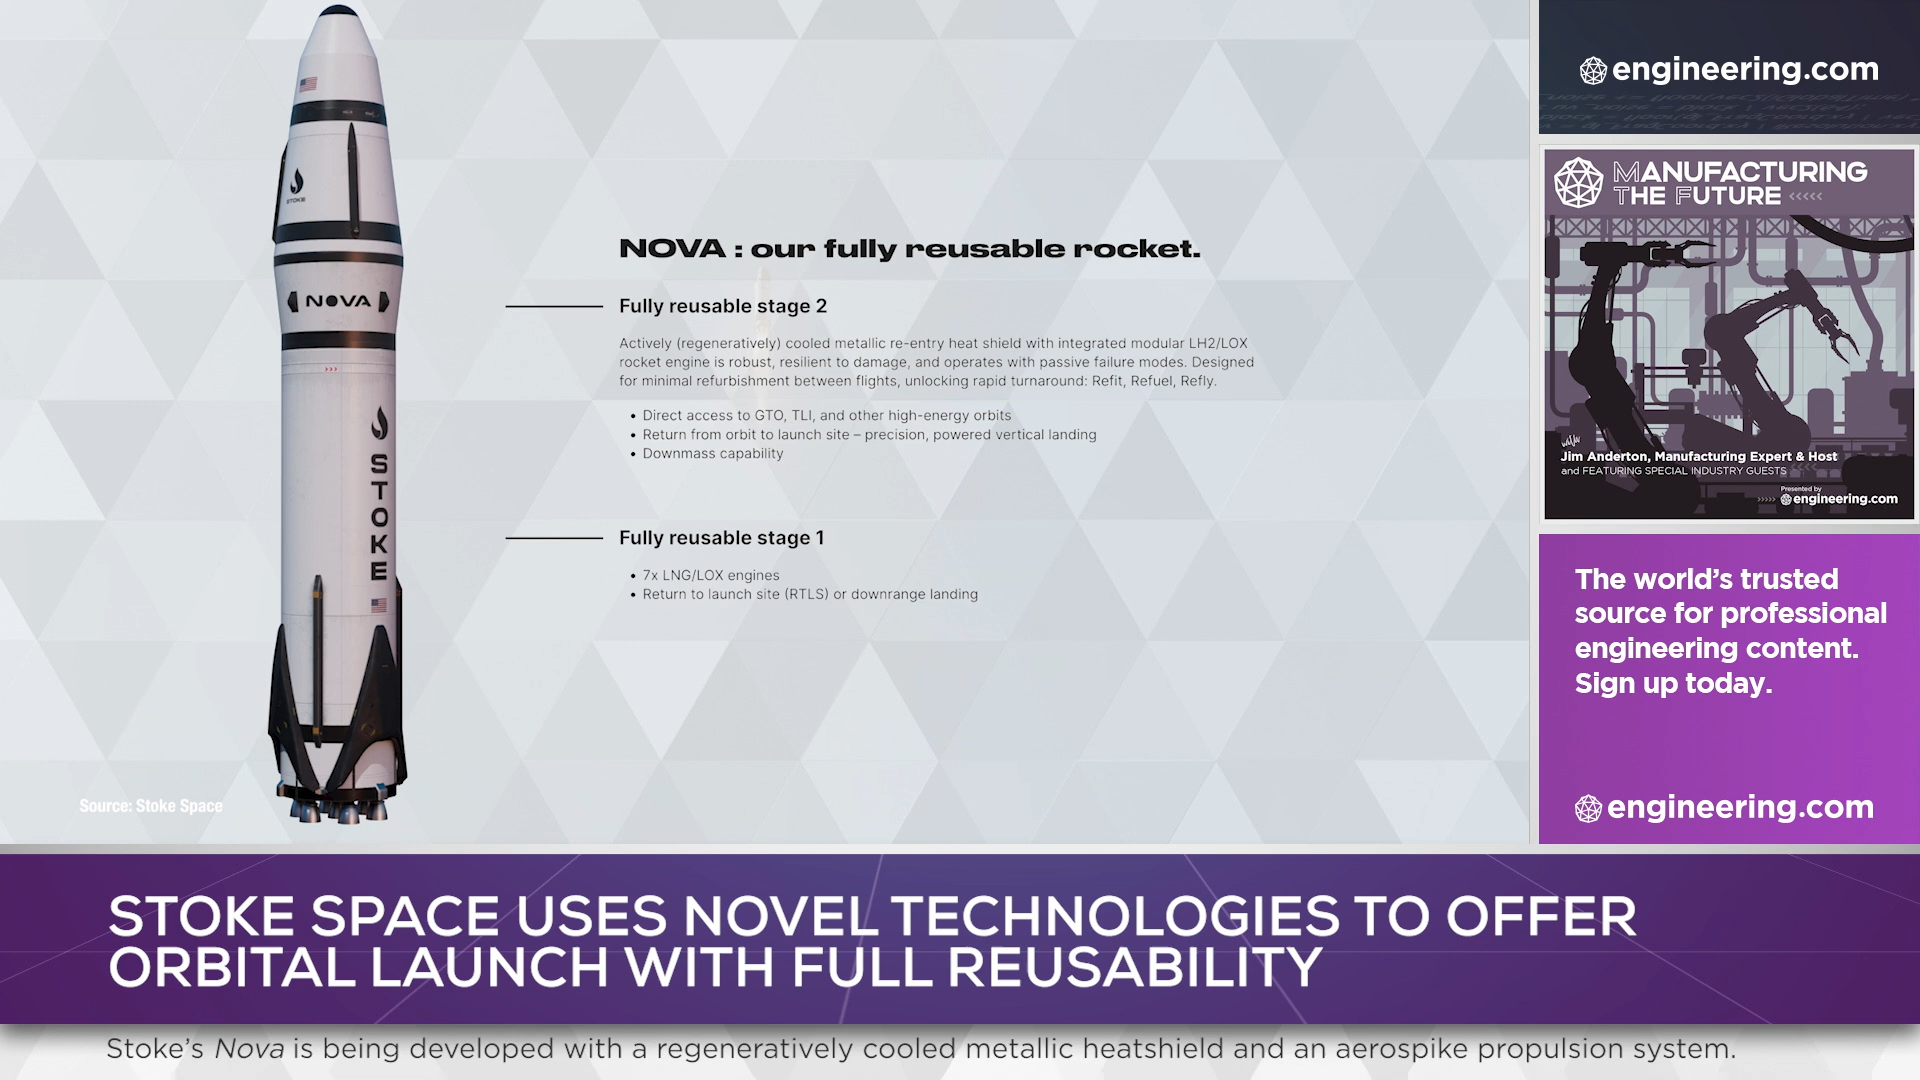 STOKE
NOVA
STOKE
Source: Stoke Space
NOVA : our fully reusable rocket.
Fully reusable stage 2
Actively (regeneratively) cooled metallic re-entry heat shield with integrated modular LH2/LOX
rocket engine is robust, resilient to damage, and operates with passive failure modes. Designed
for minimal refurbishment between flights, unlocking rapid turnaround: Refit, Refuel, Refly.
• Direct access to GTO, TLI, and other high-energy orbits
• Return from orbit to launch site – precision, powered vertical landing
• Downmass capability
Fully reusable stage 1
• 7x LNG/LOX engines
• Return to launch site (RTLS) or downrange landing
engineering.com
MANUFACTURING
THE FUTURE <<<<<
with
Jim Anderton, Manufacturing Expert & Host
and FEATURING SPECIAL INDUSTRY GUESTS
Presented by
>>>>> engineering.com
The world's trusted
source for professional
engineering content.
Sign up today.
engineering.com
STOKE SPACE USES NOVEL TECHNOLOGIES TO OFFER
ORBITAL LAUNCH WITH FULL REUSABILITY
Stoke's Nova is being developed with a regeneratively cooled metallic heatshield and an aerospike propulsion system.